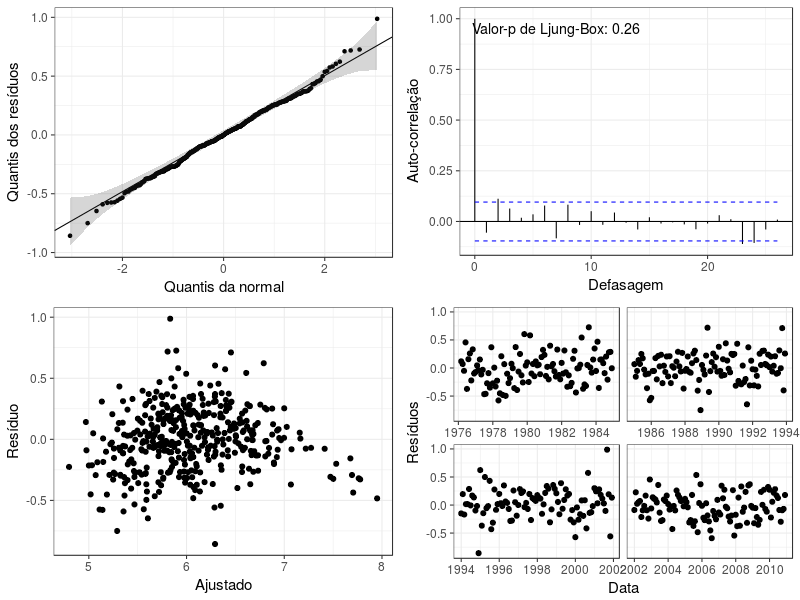 1.0
0.5
0.0
-0.5
-1.0
-2
0
2
Quantis da normal
Quantis dos resíduos
Valor-p de Ljung-Box: 0.26
1.00
0.75
0.50
0.25
0.00
0
10
20
Defasagem
Auto-correlação
1.0
0.5
0.0
-0.5
5
6
7
8
Ajustado
Resíduo
1.0
0.5
0.0
-0.5
1976 1978 1980 1982 1984
1986 1988 1990 1992 1994
1.0
0.5
0.0
-0.5
1994 1996 1998 2000 2002
2002 2004 2006 2008 2010
Data
Resíduos